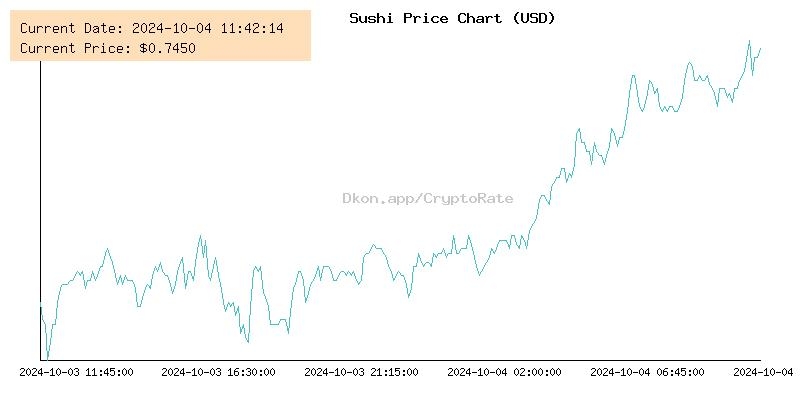 Sushi Price Chart (USD)
Current Date: 2024-10-04 11:42:14
Current Price: $0.7450
Dkon.app/CryptoRate
2024-10-03 11:45:00 2024-10-03 16:30:00 2024-10-03 21:15:00 2024-10-04 02:00:00 2024-10-04 06:45:00 2024-10-04